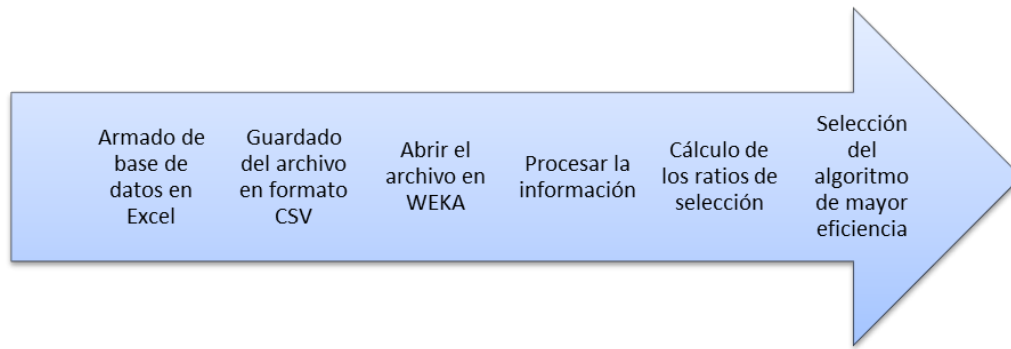 Armado de
base de
datos en
Excel
Guardado
del archivo
en formato
CSV
Abrir el
archivo en
WEKA
Procesar la
información
Cálculo de
los ratios de
selección
Selección
del
algoritmo
de mayor
eficiencia